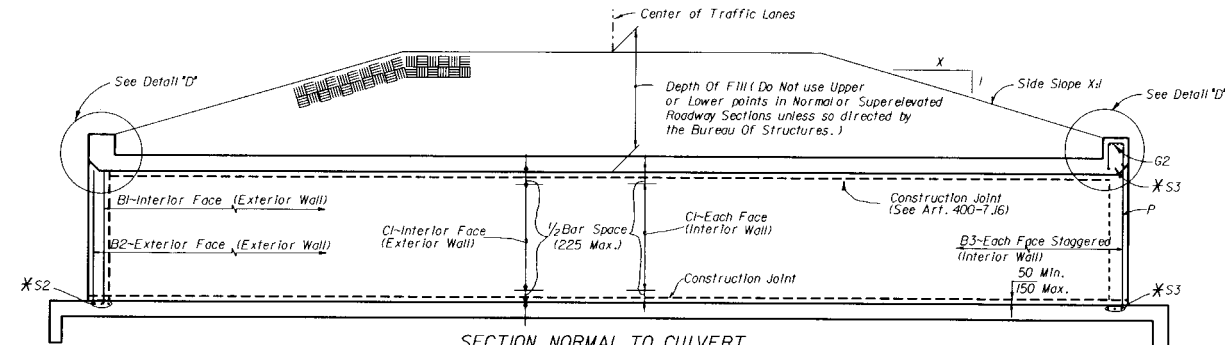 Center of Traffic Lanes
See Detail "D"
Depth Of Fill ( Do Not use Upper
or Lower points in Normal or Superelevated
Roadway Sections unless so directed by
the Bureau Of Structures. )
X
1
Side Slope X:1
See Detail "D"
G2
*S3
P
B1~Interior Face (Exterior Wall)
B2~Exterior Face (Exterior Wall)
C1~Interior Face
(Exterior Wall)
1/2 Bar Space
(225 Max.)
C1~Each Face
(Interior Wall)
Construction Joint
(See Art. 400-7.16)
B3~Each Face Staggered
(Interior Wall)
50 Min.
150 Max.
Construction Joint
*S2
*S3
SECTION NORMAL TO CULVERT